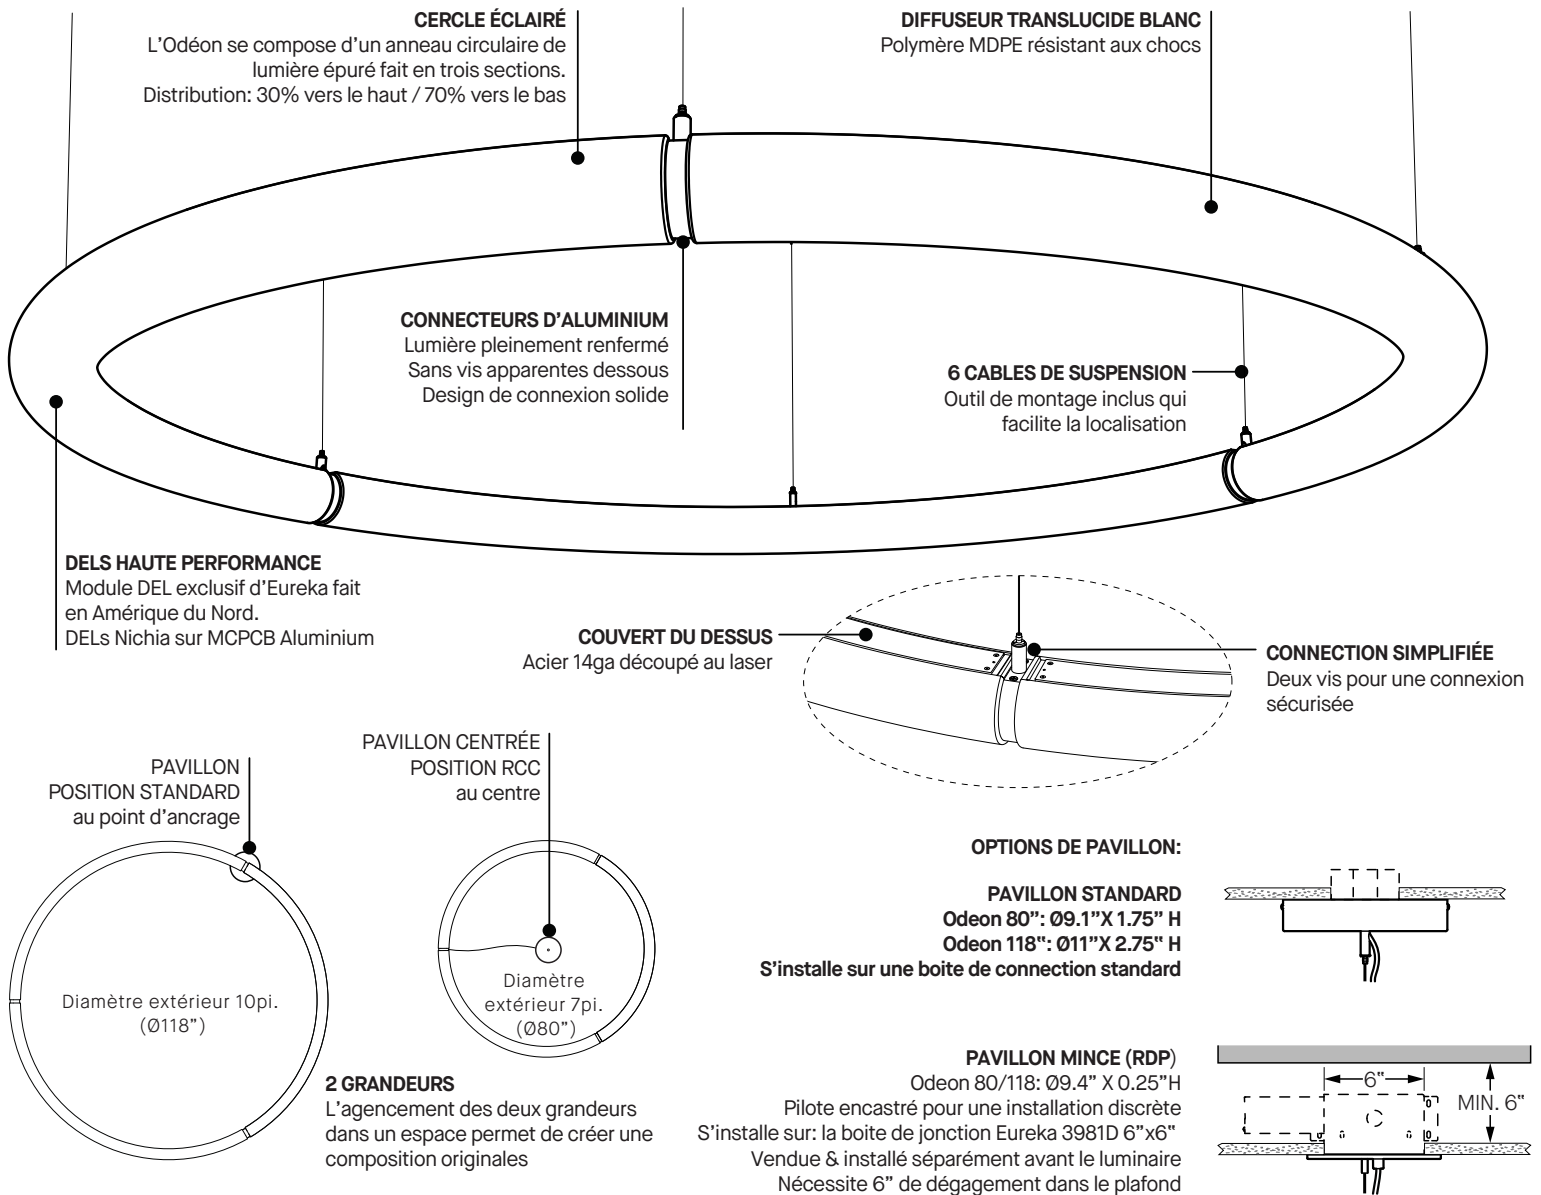 CERCLE ÉCLAIRÉ
L'Odéon se compose d'un anneau circulaire de
lumière épuré fait en trois sections.
Distribution: 30% vers le haut / 70% vers le bas
DIFFUSEUR TRANSLUCIDE BLANC
Polymère MDPE résistant aux chocs
CONNECTEURS D'ALUMINIUM
Lumière pleinement renfermé
Sans vis apparentes dessous
Design de connexion solide
6 CABLES DE SUSPENSION
Outil de montage inclus qui
facilite la localisation
DELS HAUTE PERFORMANCE
Module DEL exclusif d'Eureka fait
en Amérique du Nord.
DELs Nichia sur MCPCB Aluminium
COUVERT DU DESSUS
Acier 14ga découpé au laser
CONNECTION SIMPLIFIÉE
Deux vis pour une connexion
sécurisée
PAVILLON
POSITION STANDARD
au point d'ancrage
PAVILLON CENTRÉE
POSITION RCC
au centre
Diamètre extérieur 10pi.
(Ø118”)
Diamètre
extérieur 7pi.
(Ø80”)
2 GRANDEURS
L'agencement des deux grandeurs
dans un espace permet de créer une
composition originales
OPTIONS DE PAVILLON:
PAVILLON STANDARD
Odeon 80”: Ø9.1”X 1.75” H
Odeon 118‟: Ø11”X 2.75‟ H
S'installe sur une boite de connection standard
PAVILLON MINCE (RDP)
Odeon 80/118: Ø9.4” X 0.25”H
Pilote encastré pour une installation discrète
S'installe sur: la boite de jonction Eureka 3981D 6”x6‟
Vendue & installé séparément avant le luminaire
Nécessite 6” de dégagement dans le plafond
6‟
MIN. 6‟